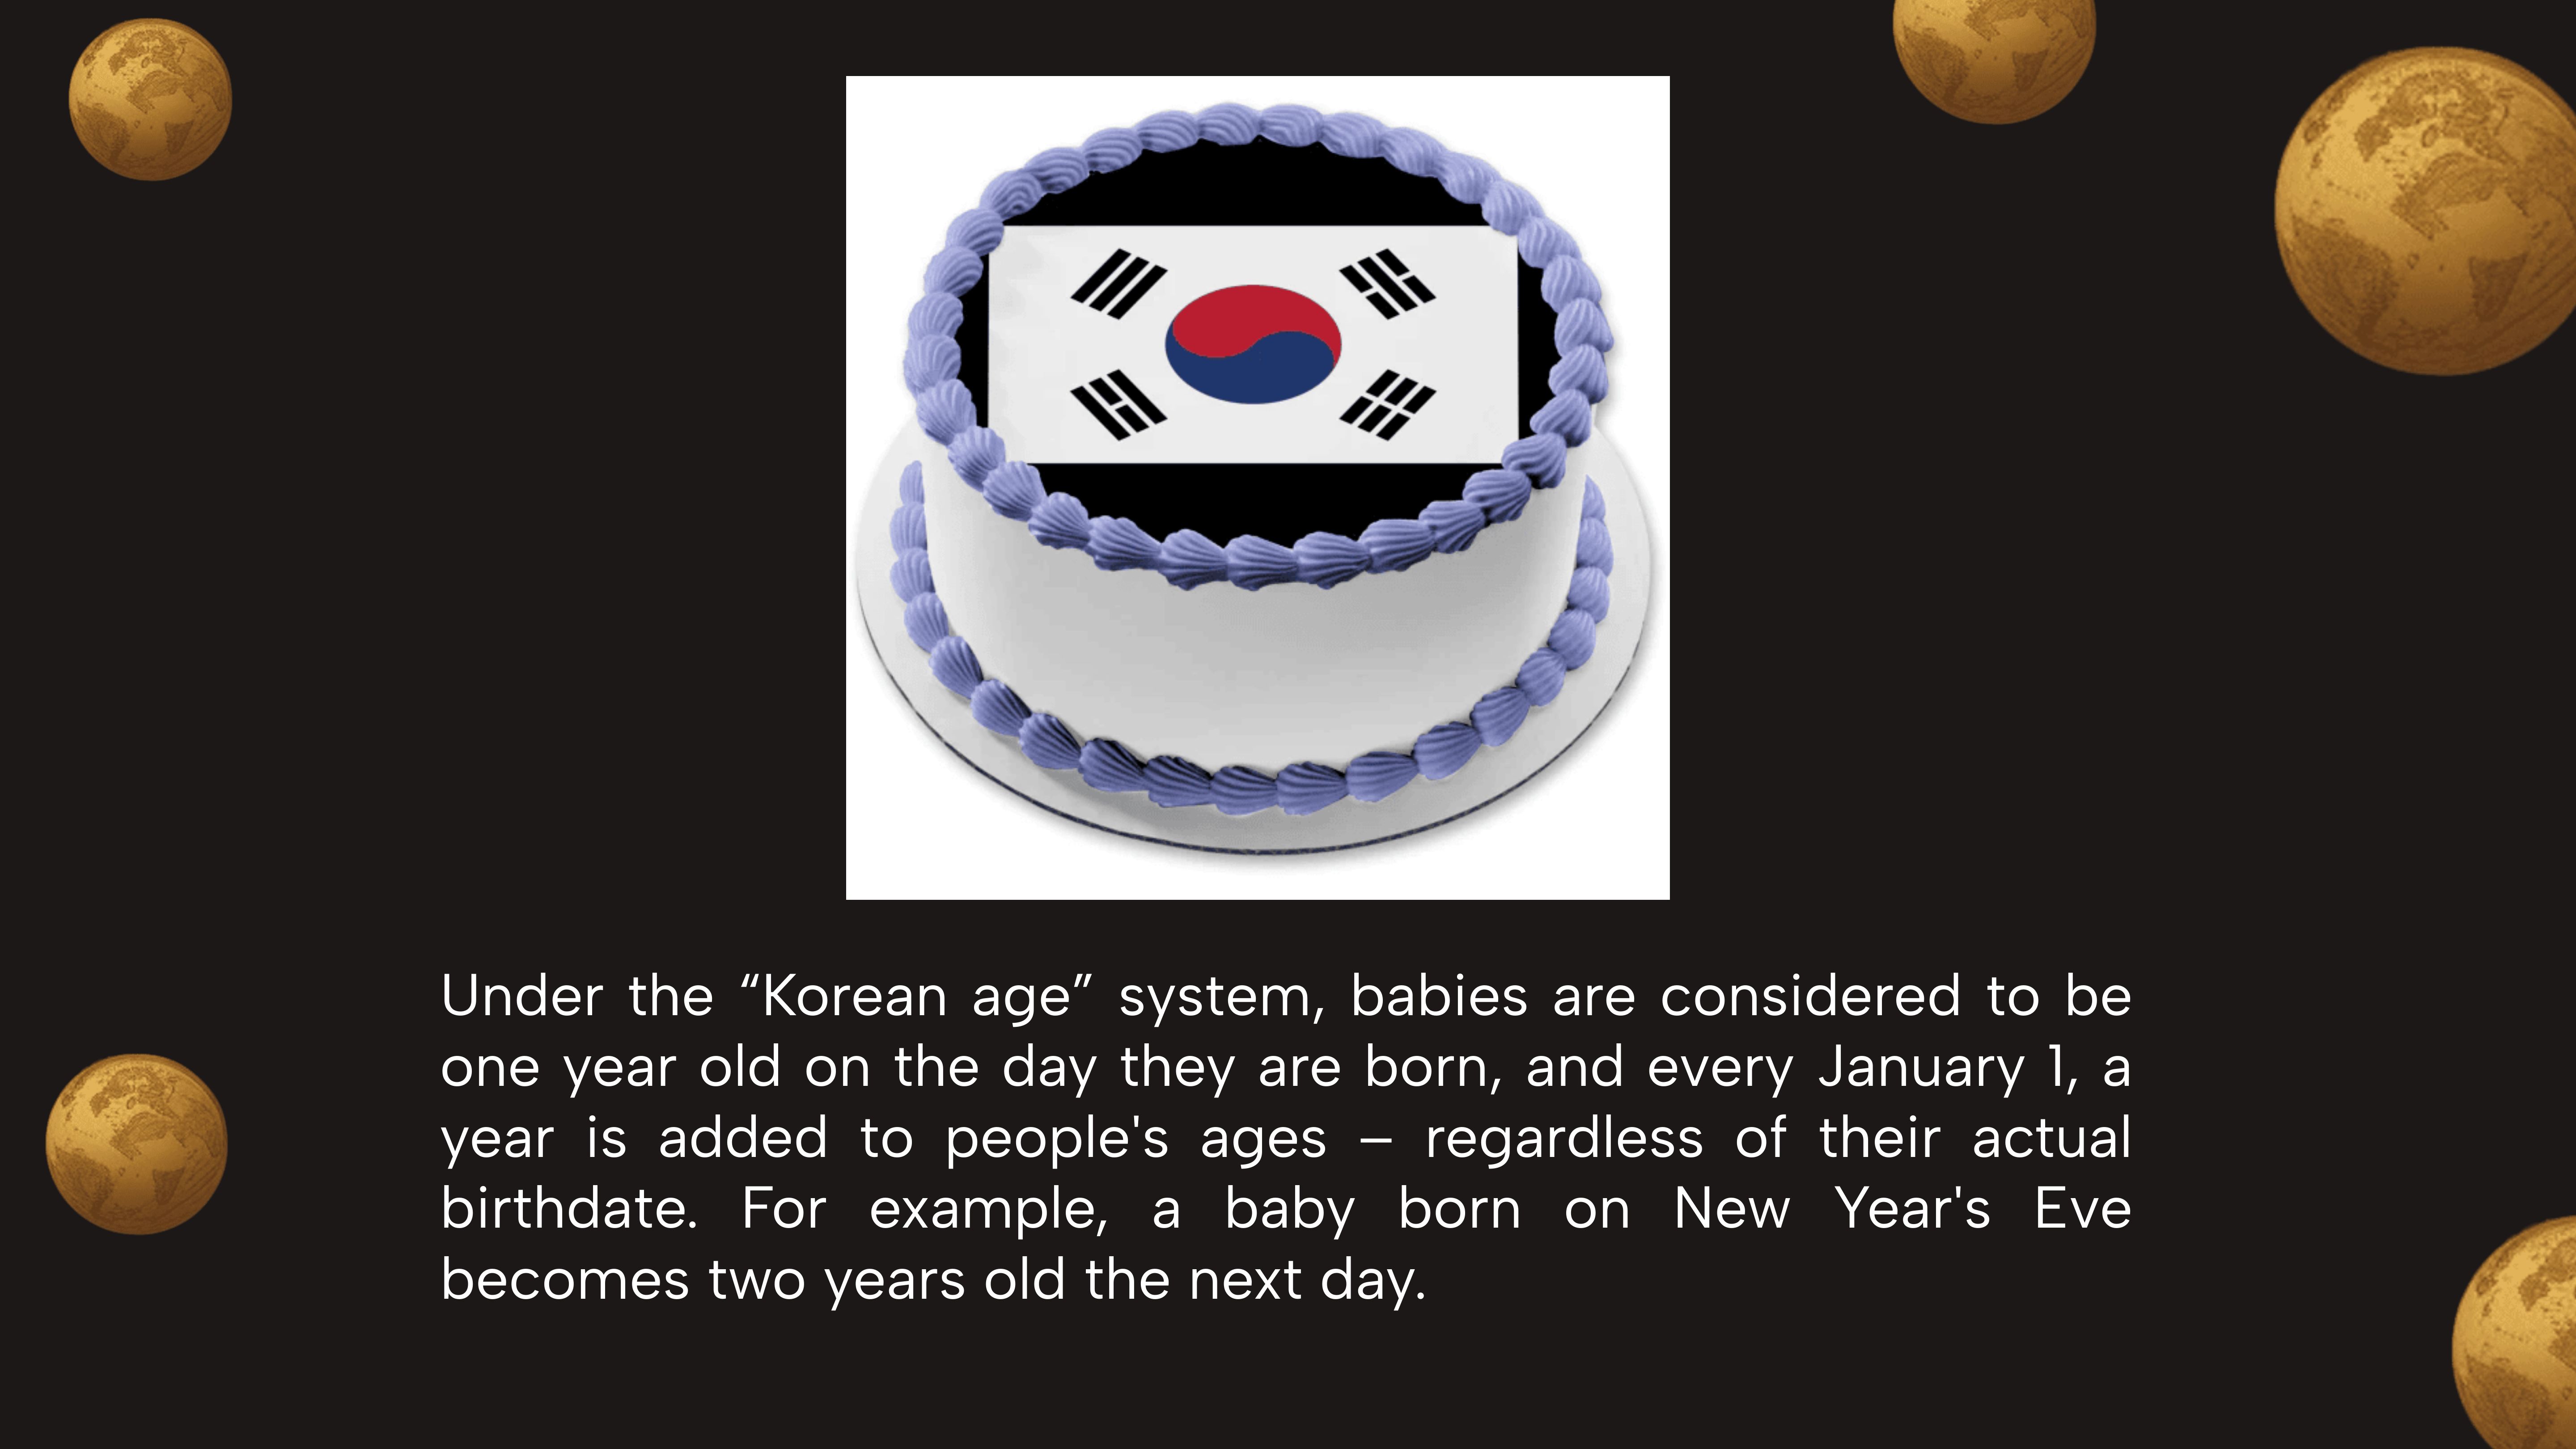 Under the “Korean age” system, babies are considered to be
one year old on the day they are born, and every January 1, a
year is added to people's ages – regardless of their actual
birthdate. For example, a baby born on New Year's Eve
becomes two years old the next day.